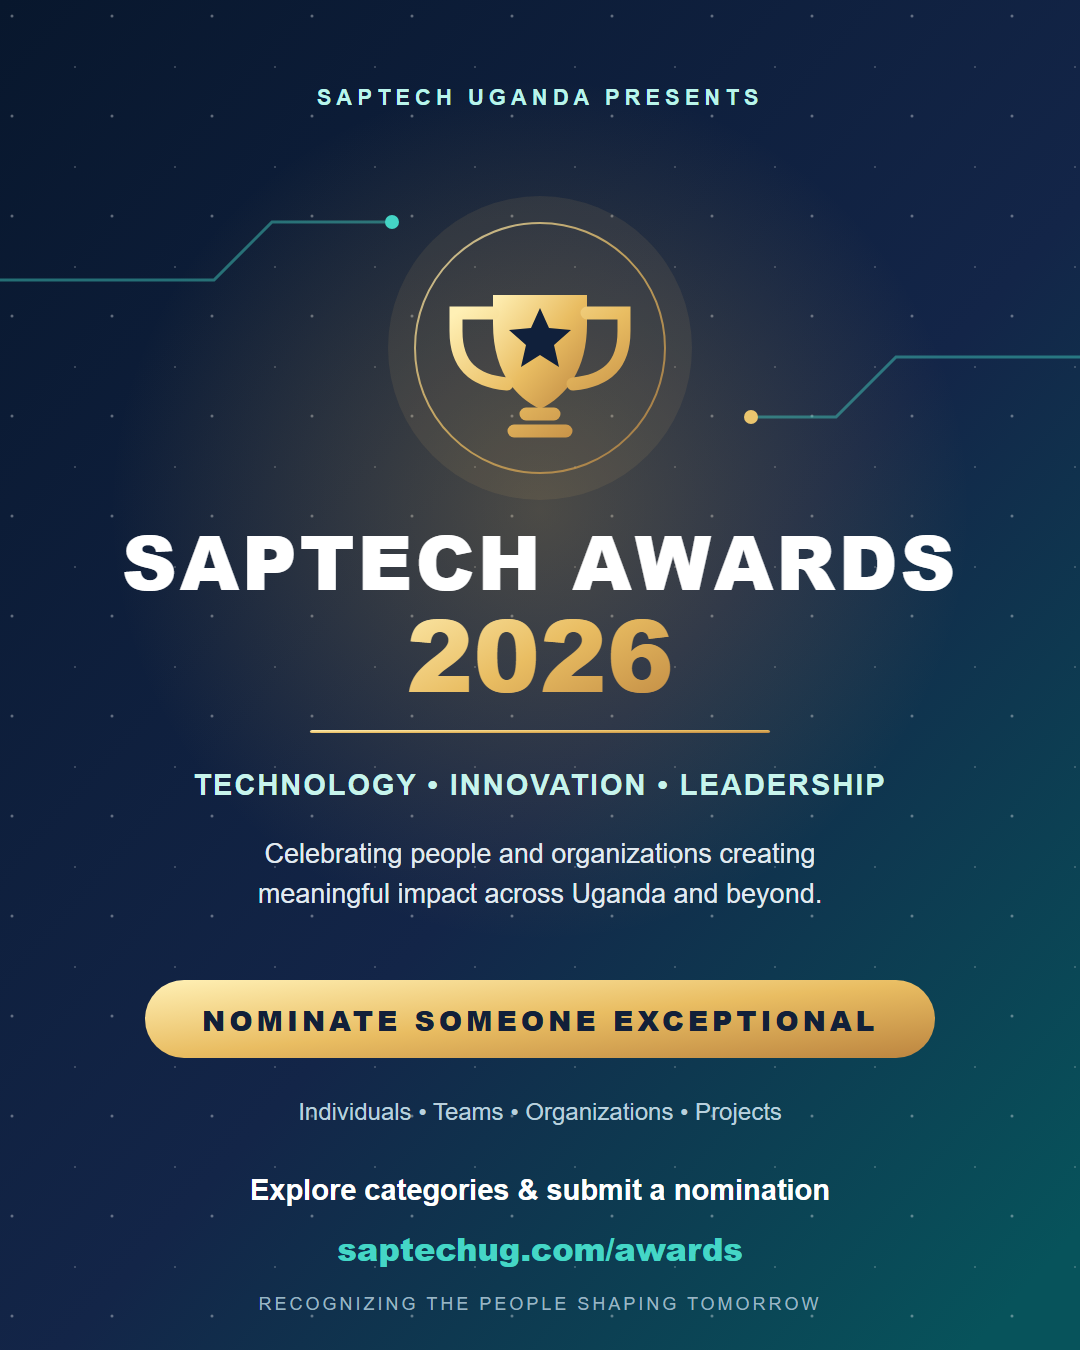 SAPTECH UGANDA PRESENTS
SAPTECH AWARDS
2026
TECHNOLOGY • INNOVATION • LEADERSHIP
Celebrating people and organizations creating
meaningful impact across Uganda and beyond.
NOMINATE SOMEONE EXCEPTIONAL
Individuals • Teams • Organizations • Projects
Explore categories & submit a nomination
saptechug.com/awards
RECOGNIZING THE PEOPLE SHAPING TOMORROW